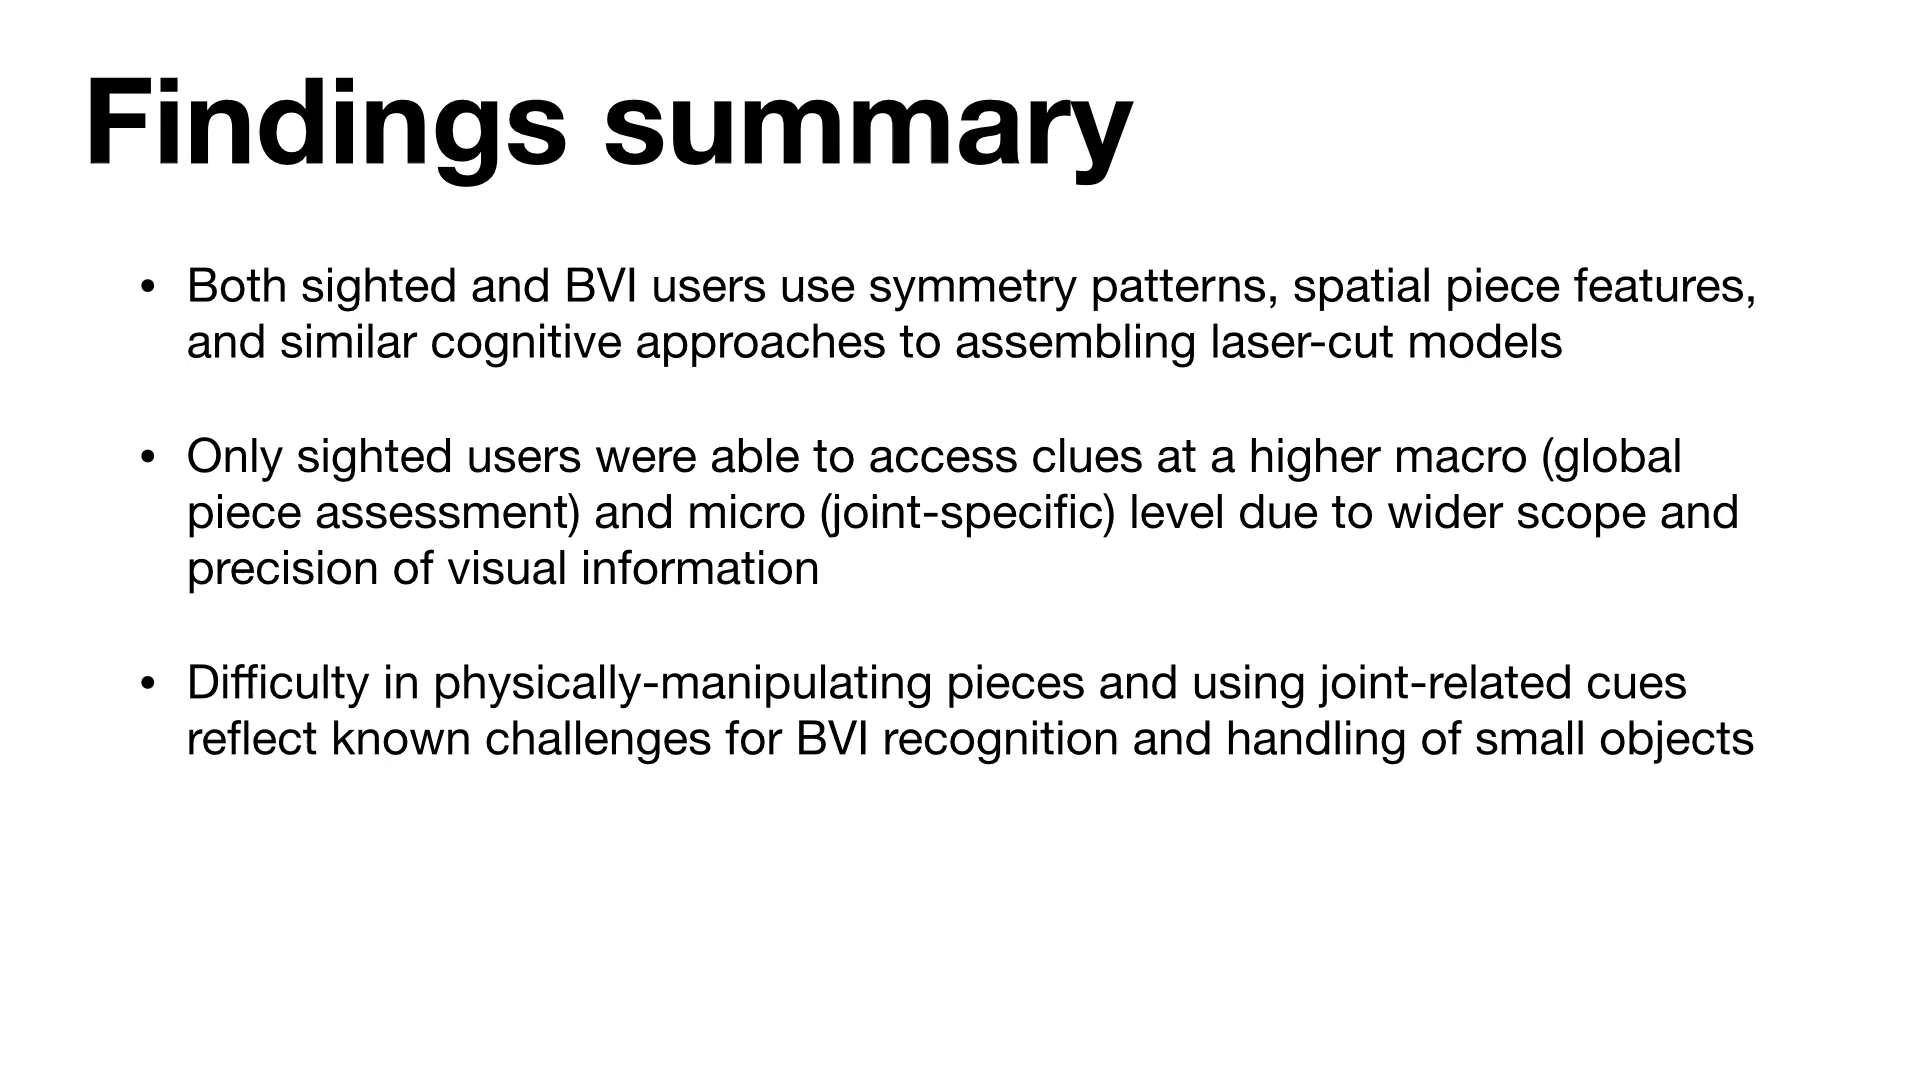 Findings summary
• Both sighted and BVI users use symmetry patterns, spatial piece features,
and similar cognitive approaches to assembling laser-cut models
• Only sighted users were able to access clues at a higher macro (global
piece assessment) and micro (joint-specific) level due to wider scope and
precision of visual information
• Difficulty in physically-manipulating pieces and using joint-related cues
reflect known challenges for BVI recognition and handling of small objects